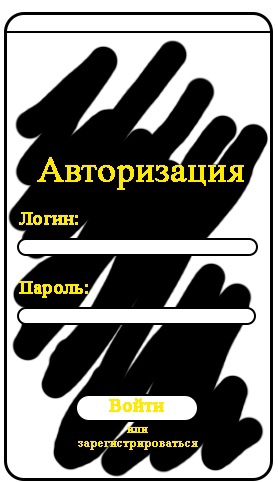 Авторизация
Логин:
Пароль:
Войти
или
зарегистрироваться